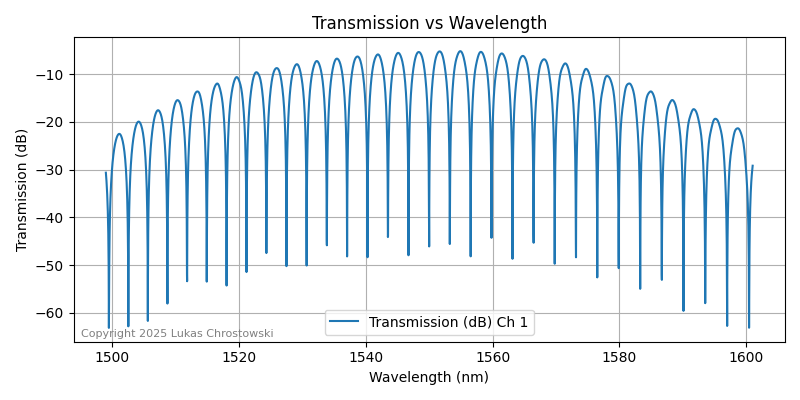 Transmission vs Wavelength
Transmission (dB)
−10
−20
−30
−40
−50
−60
Copyright 2025 Lukas Chrostowski
Transmission (dB) Ch 1
1500 1520 1540 1560 1580 1600
Wavelength (nm)